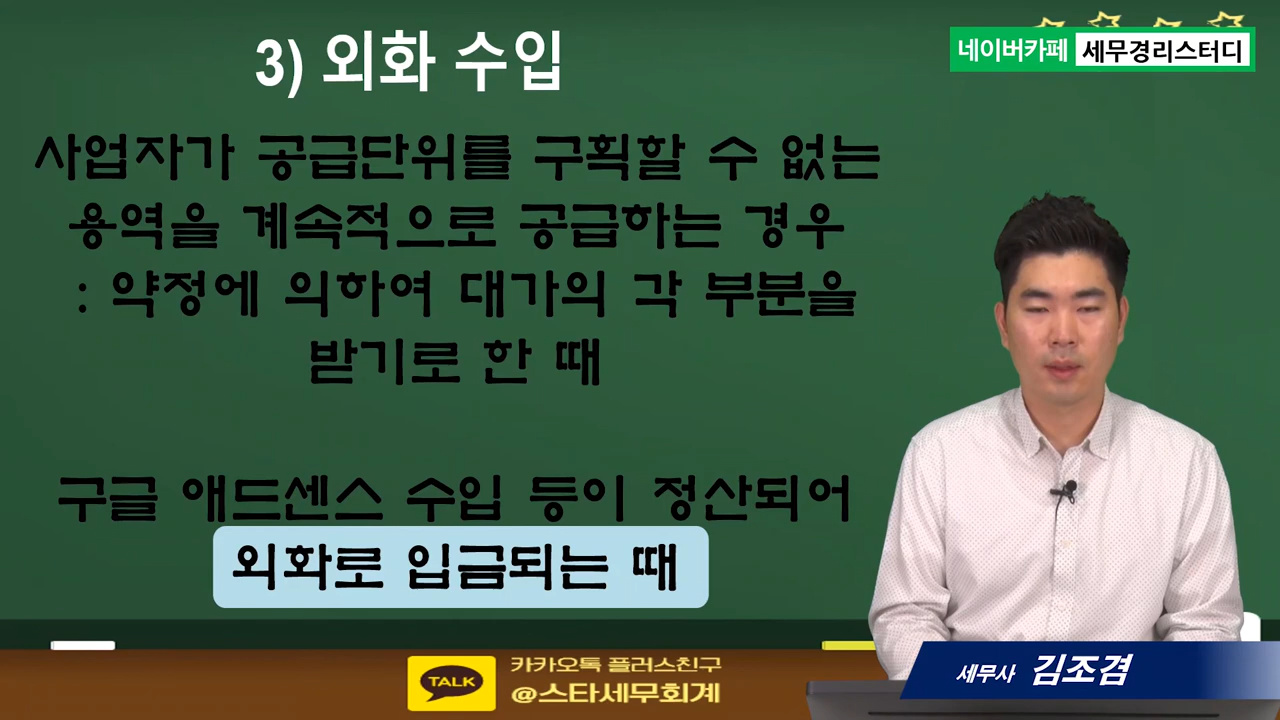 3) 외화 수입
네이버카페 세무경리스터디
사업자가 공급단위를 구획할 수 없는
용역을 계속적으로 공급하는 경우
: 약정에 의하여 대가의 각 부분을
받기로 한 때
구글 애드센스 수입 등이 정산되어
외화로 입금되는 때
세무사 김조겸
TALK
카카오톡 플러스친구
@스타세무회계